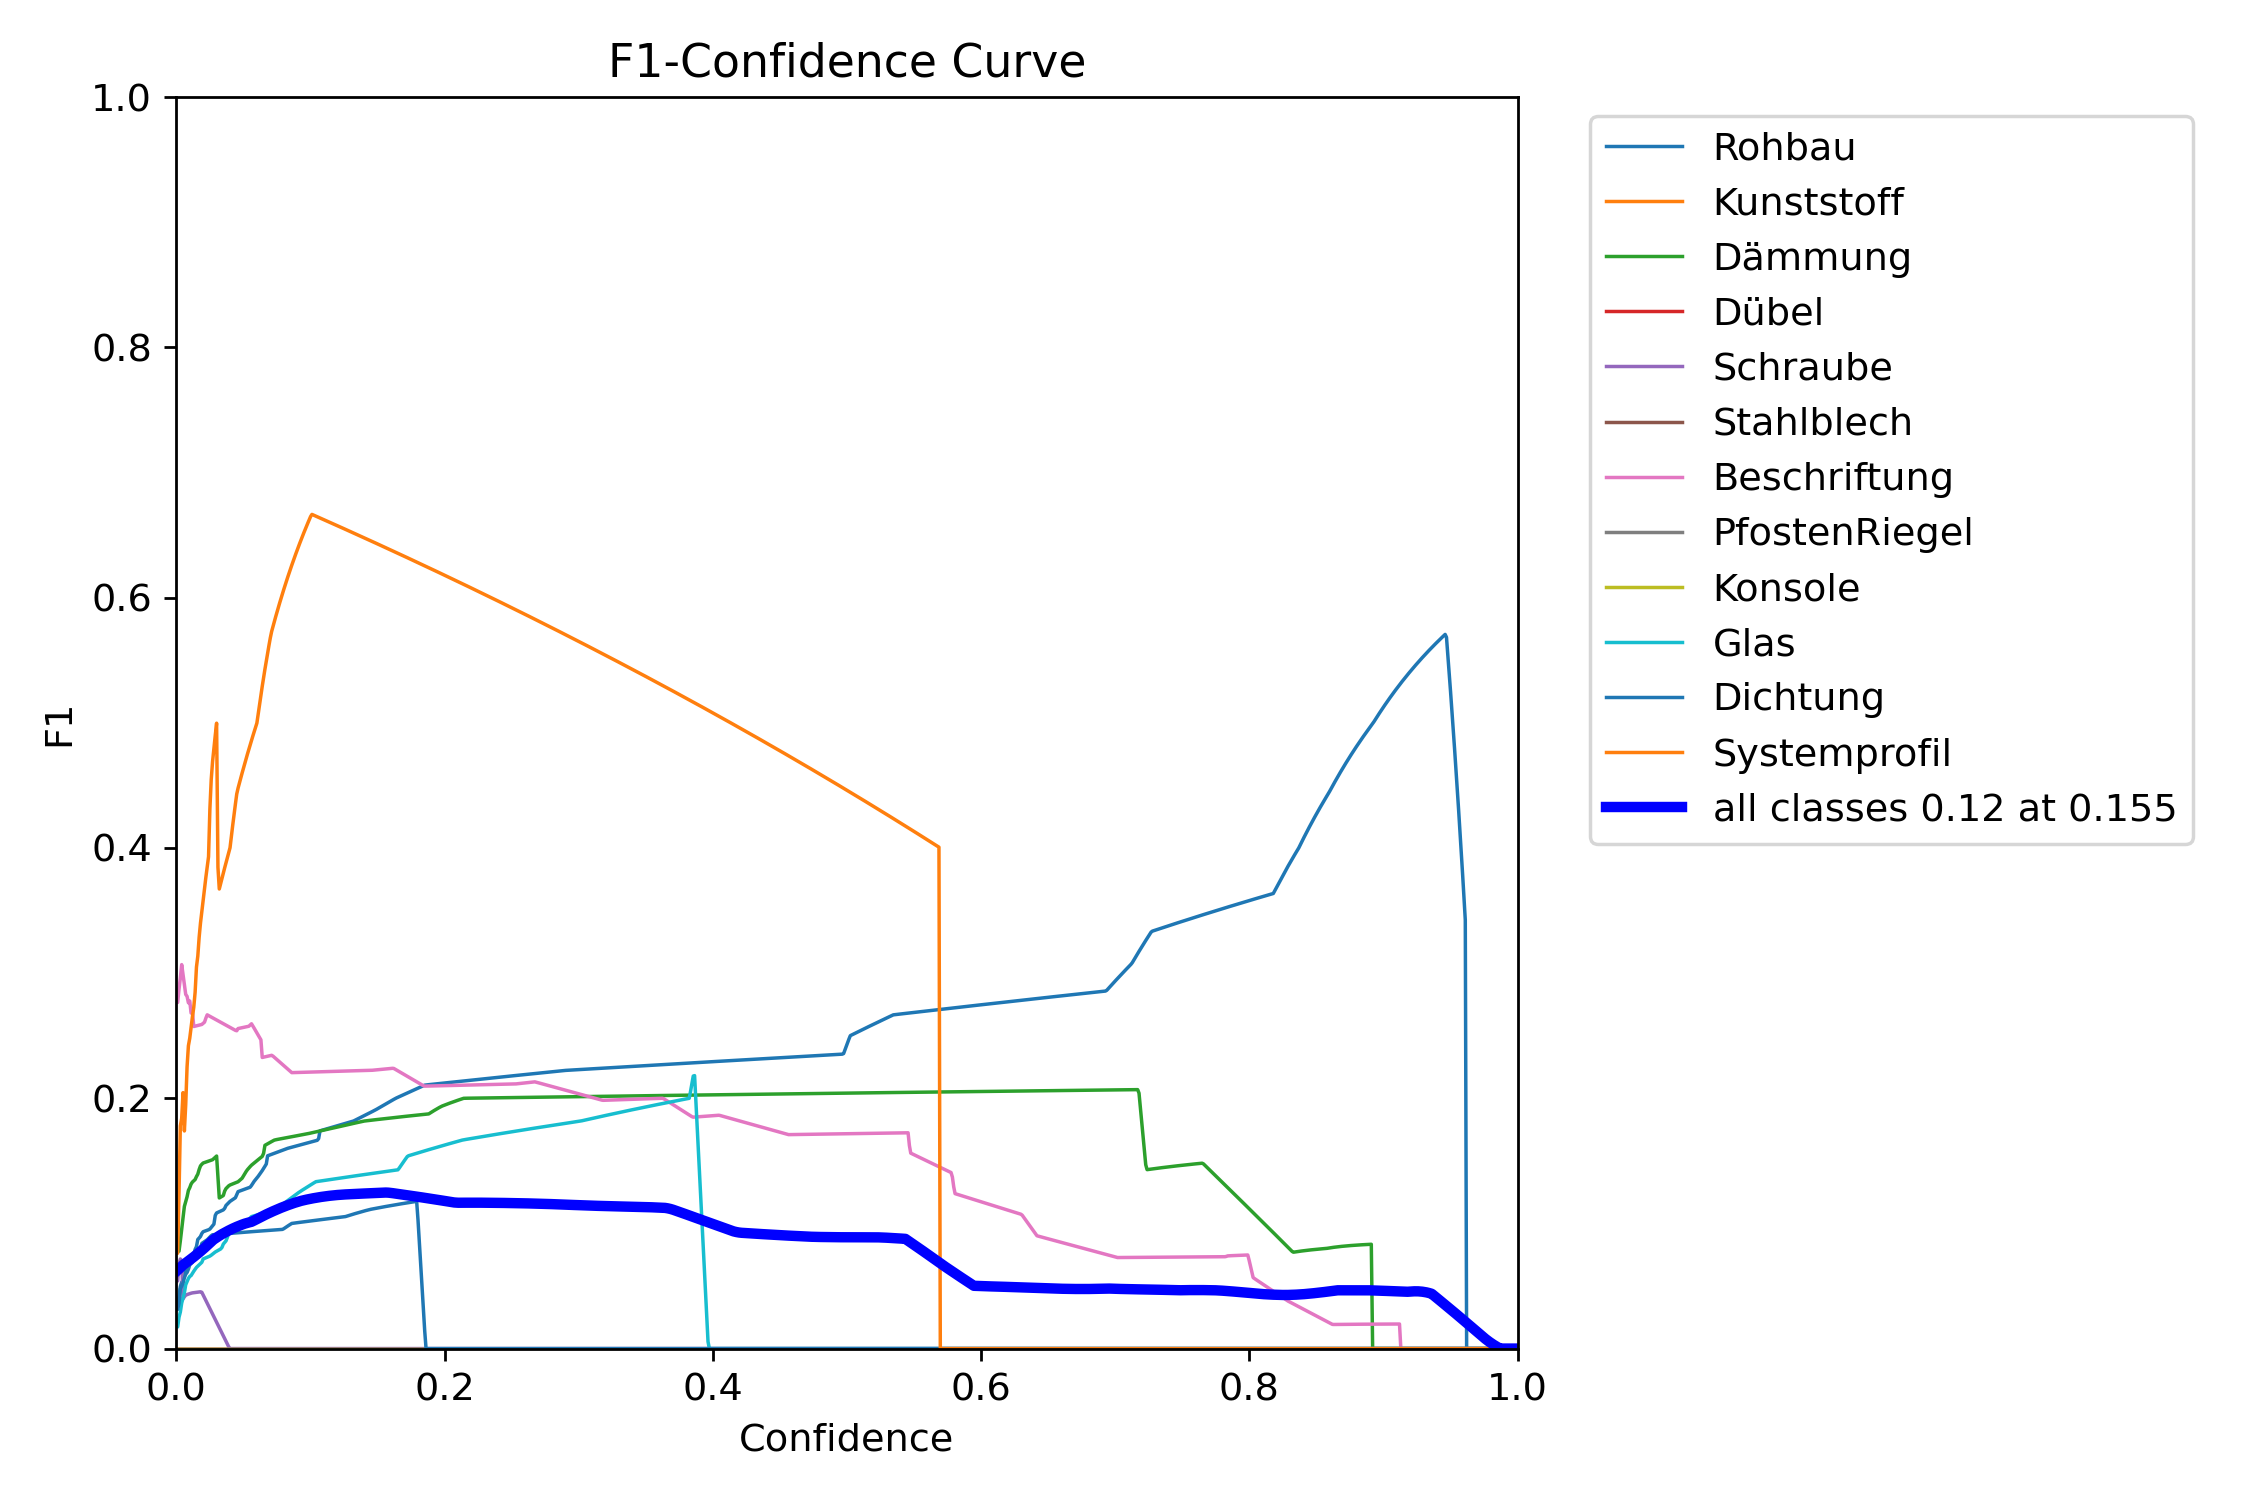 F1-Confidence Curve
1.0
0.8
0.6
0.4
0.2
0.0
F1
0.0 0.2 0.4 0.6 0.8 1.0
Confidence
Rohbau
Kunststoff
Dämmung
Dübel
Schraube
Stahlblech
Beschriftung
PfostenRiegel
Konsole
Glas
Dichtung
Systemprofil
all classes 0.12 at 0.155